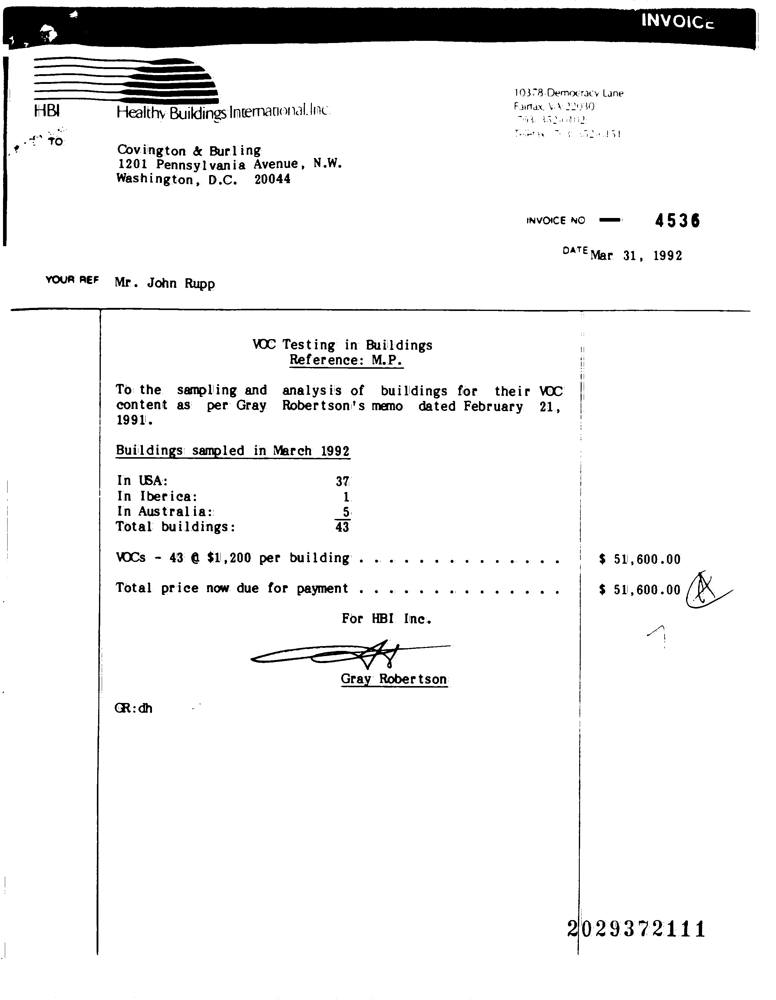 INVOICE
HBI
Healthy Buildings International, Inc.
10378 Democracy Lane
Fairfax, VA 22030
TO
Covington & Burling
1201 Pennsylvania Avenue, N.W.
Washington, D.C. 20044
INVOICE NO — 4536
DATE Mar 31, 1992
YOUR REF Mr. John Rupp
VOC Testing in Buildings
Reference: M.P.
To the sampling and analysis of buildings for their VOC
content as per Gray Robertson's memo dated February 21,
1991.
Buildings sampled in March 1992
In USA: 37
In Iberica: 1
In Australia: 5
Total buildings: 43
VOCs - 43 @ $1,200 per building . . . . . . . . . . . . . . $ 51,600.00
Total price now due for payment . . . . . . . . . . . . . . $ 51,600.00
For HBI Inc.
Gray Robertson
GR:dh
2029372111